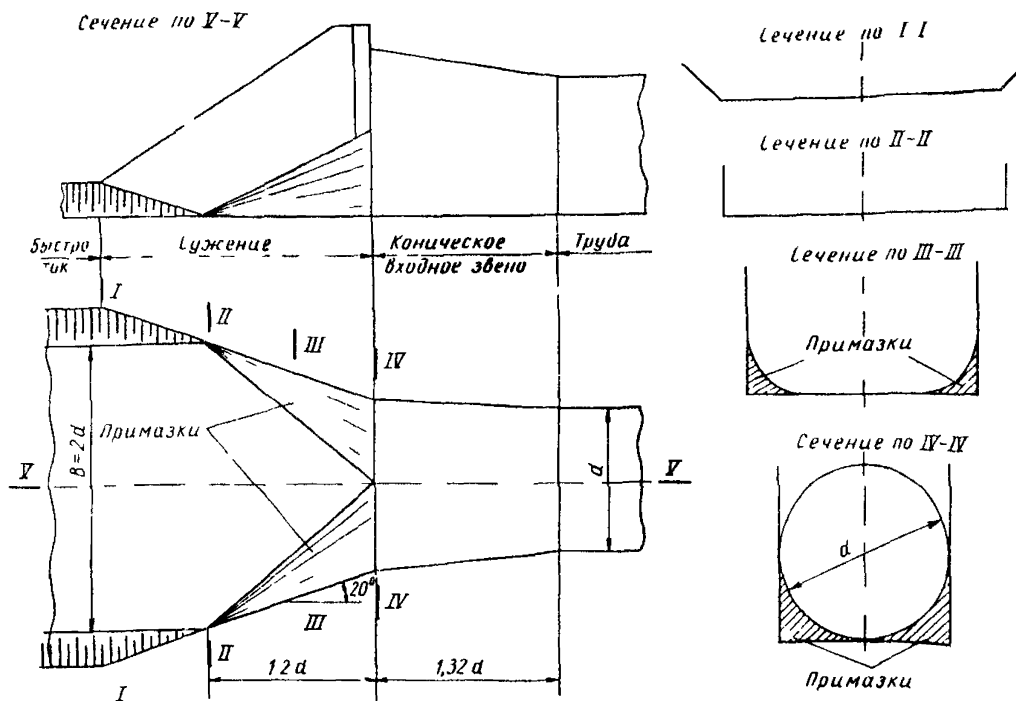 Сечение по V-V
Быстро
ток
Сужение
Коническое
входное звено
Труба
I
II
III
IV
B=2d
Примазки
V
V
d
20°
III
IV
II
I
1 2 d
1,32 d
Сечение по I I
Сечение по II-II
Сечение по III-III
Примазки
Сечение по IV-IV
d
Примазки